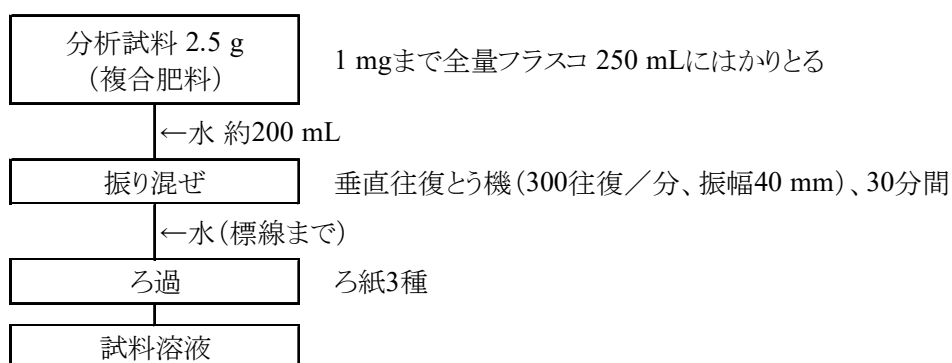 分析試料 2.5 g
（複合肥料）
1 mgまで全量フラスコ 250 mLにはかりとる
←水 約200 mL
振り混ぜ
垂直往復とう機（300往復／分、振幅40 mm）、30分間
←水（標線まで）
ろ過
ろ紙3種
試料溶液